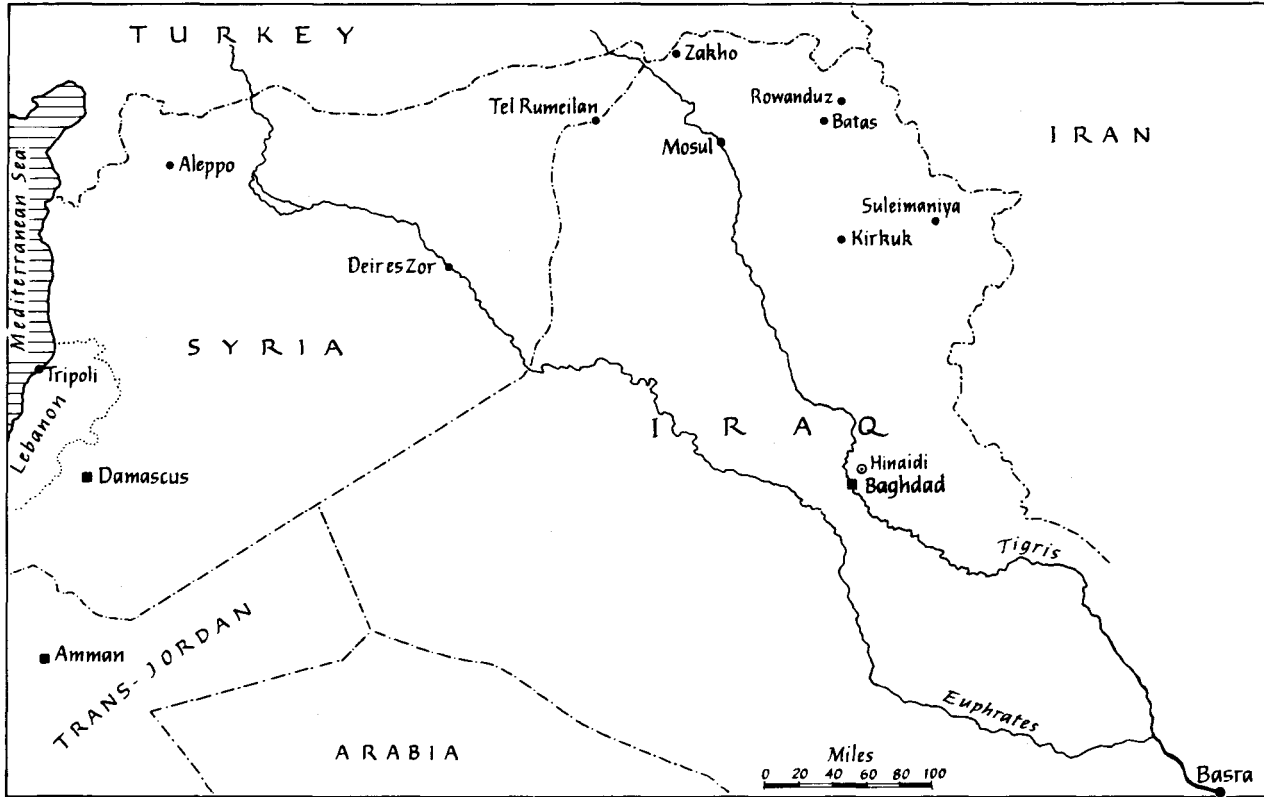 TURKEY
Zakho
Tel Rumeilan
Rowanduz
Batas
IRAN
Mosul
Aleppo
Mediterranean Sea
Suleimaniya
Kirkuk
Deir es Zor
SYRIA
Tripoli
Lebanon
IRAQ
Hinaidi
Damascus
Baghdad
Tigris
TRANS-JORDAN
Amman
Euphrates
ARABIA
Miles
0 20 40 60 80 100
Basra